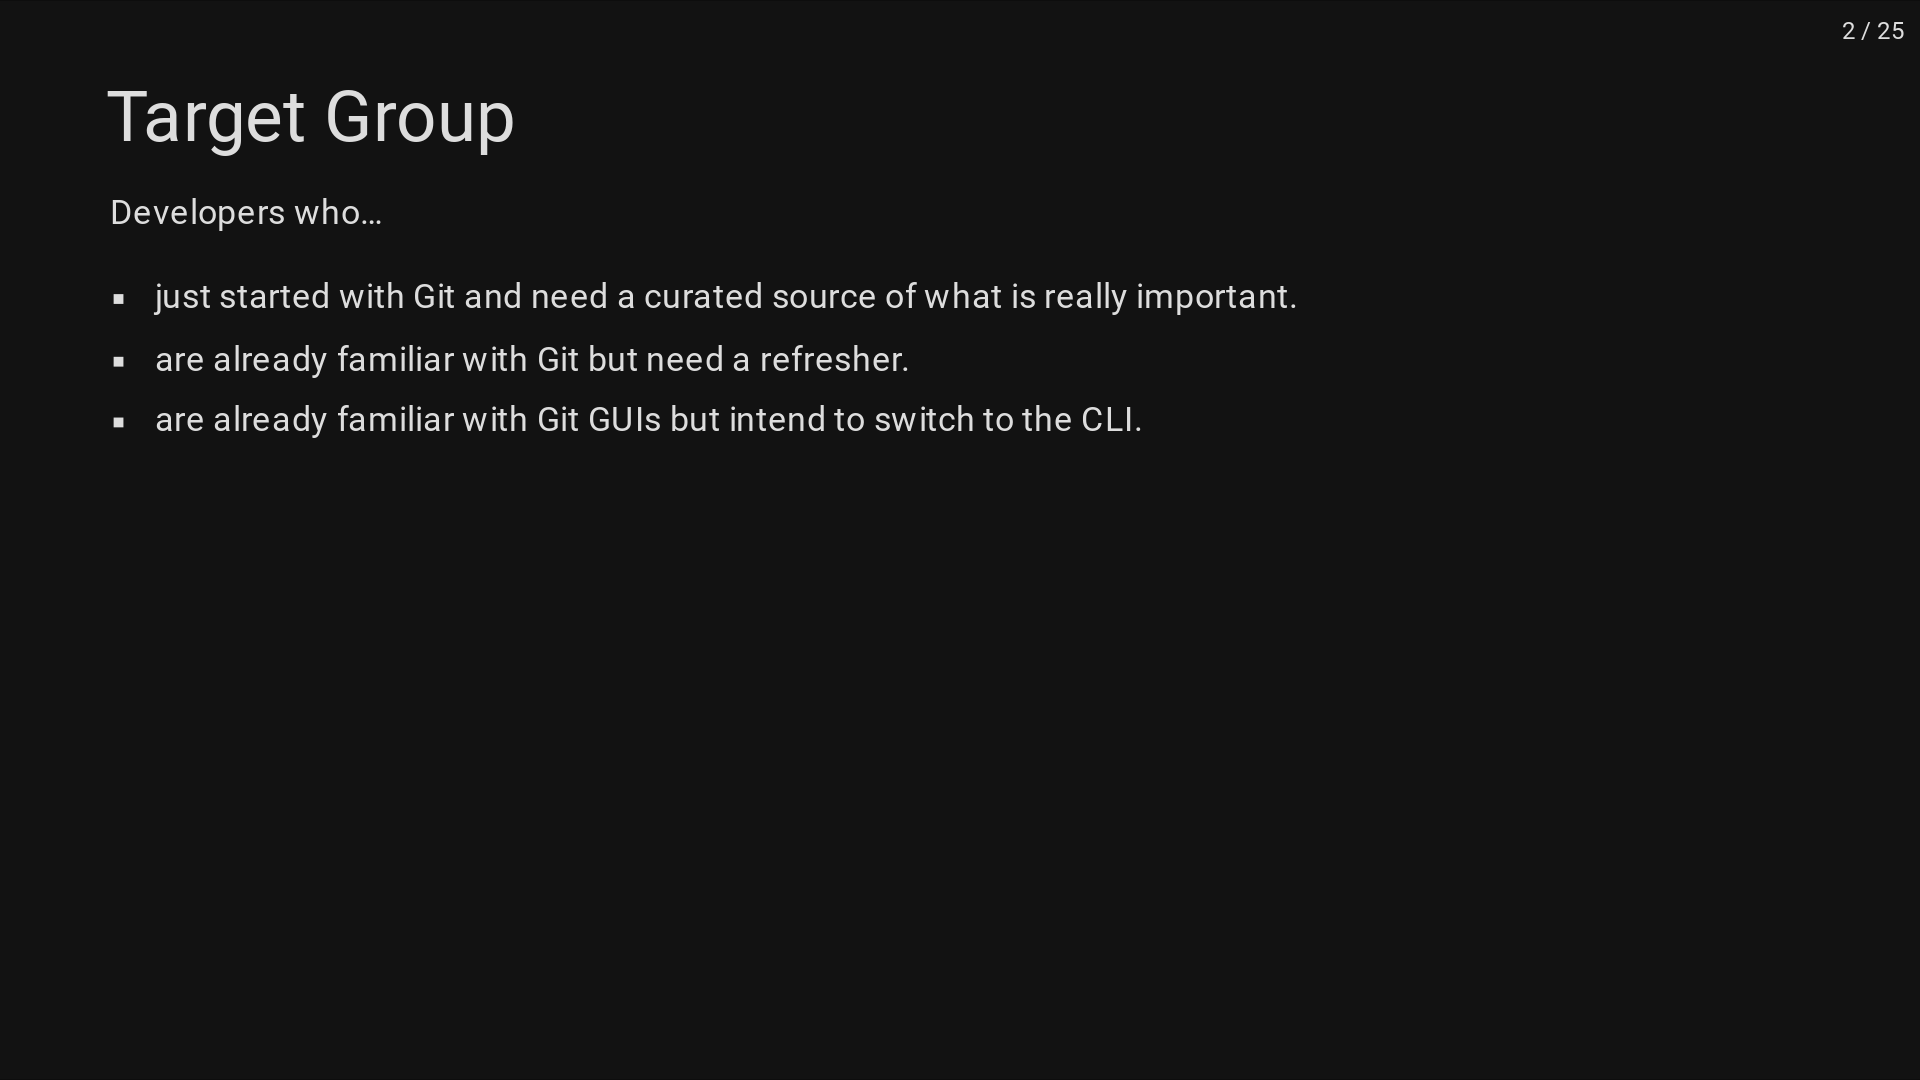 2 / 25
Target Group
Developers who…
▪ just started with Git and need a curated source of what is really important.
▪ are already familiar with Git but need a refresher.
▪ are already familiar with Git GUIs but intend to switch to the CLI.